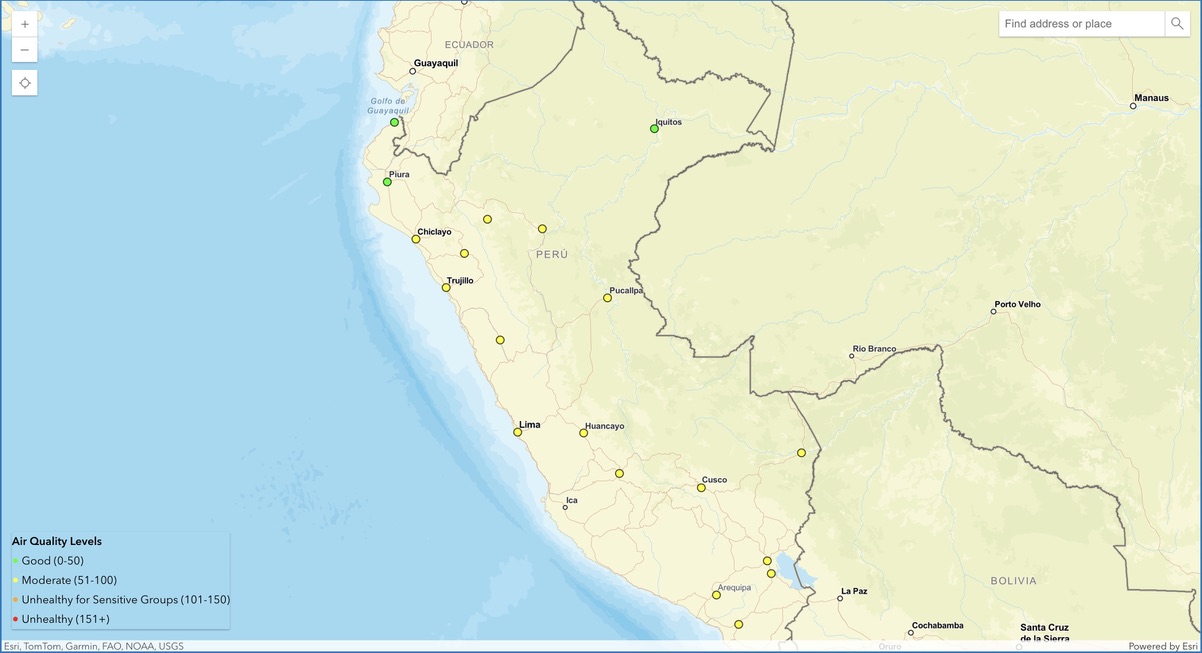 +
Find address or place
ECUADOR
Guayaquil
−
Manaus
Golfo de
Guayaquil
Iquitos
Piura
Chiclayo
PERÚ
Trujillo
Pucallpa
Porto Velho
Rio Branco
Lima
Huancayo
Cusco
Ica
Air Quality Levels
Good (0-50)
Moderate (51-100)
BOLIVIA
Arequipa
La Paz
Unhealthy for Sensitive Groups (101-150)
Unhealthy (151+)
Cochabamba
Santa Cruz
de la Sierra
Esri, TomTom, Garmin, FAO, NOAA, USGS
Oruro
Powered by Esri